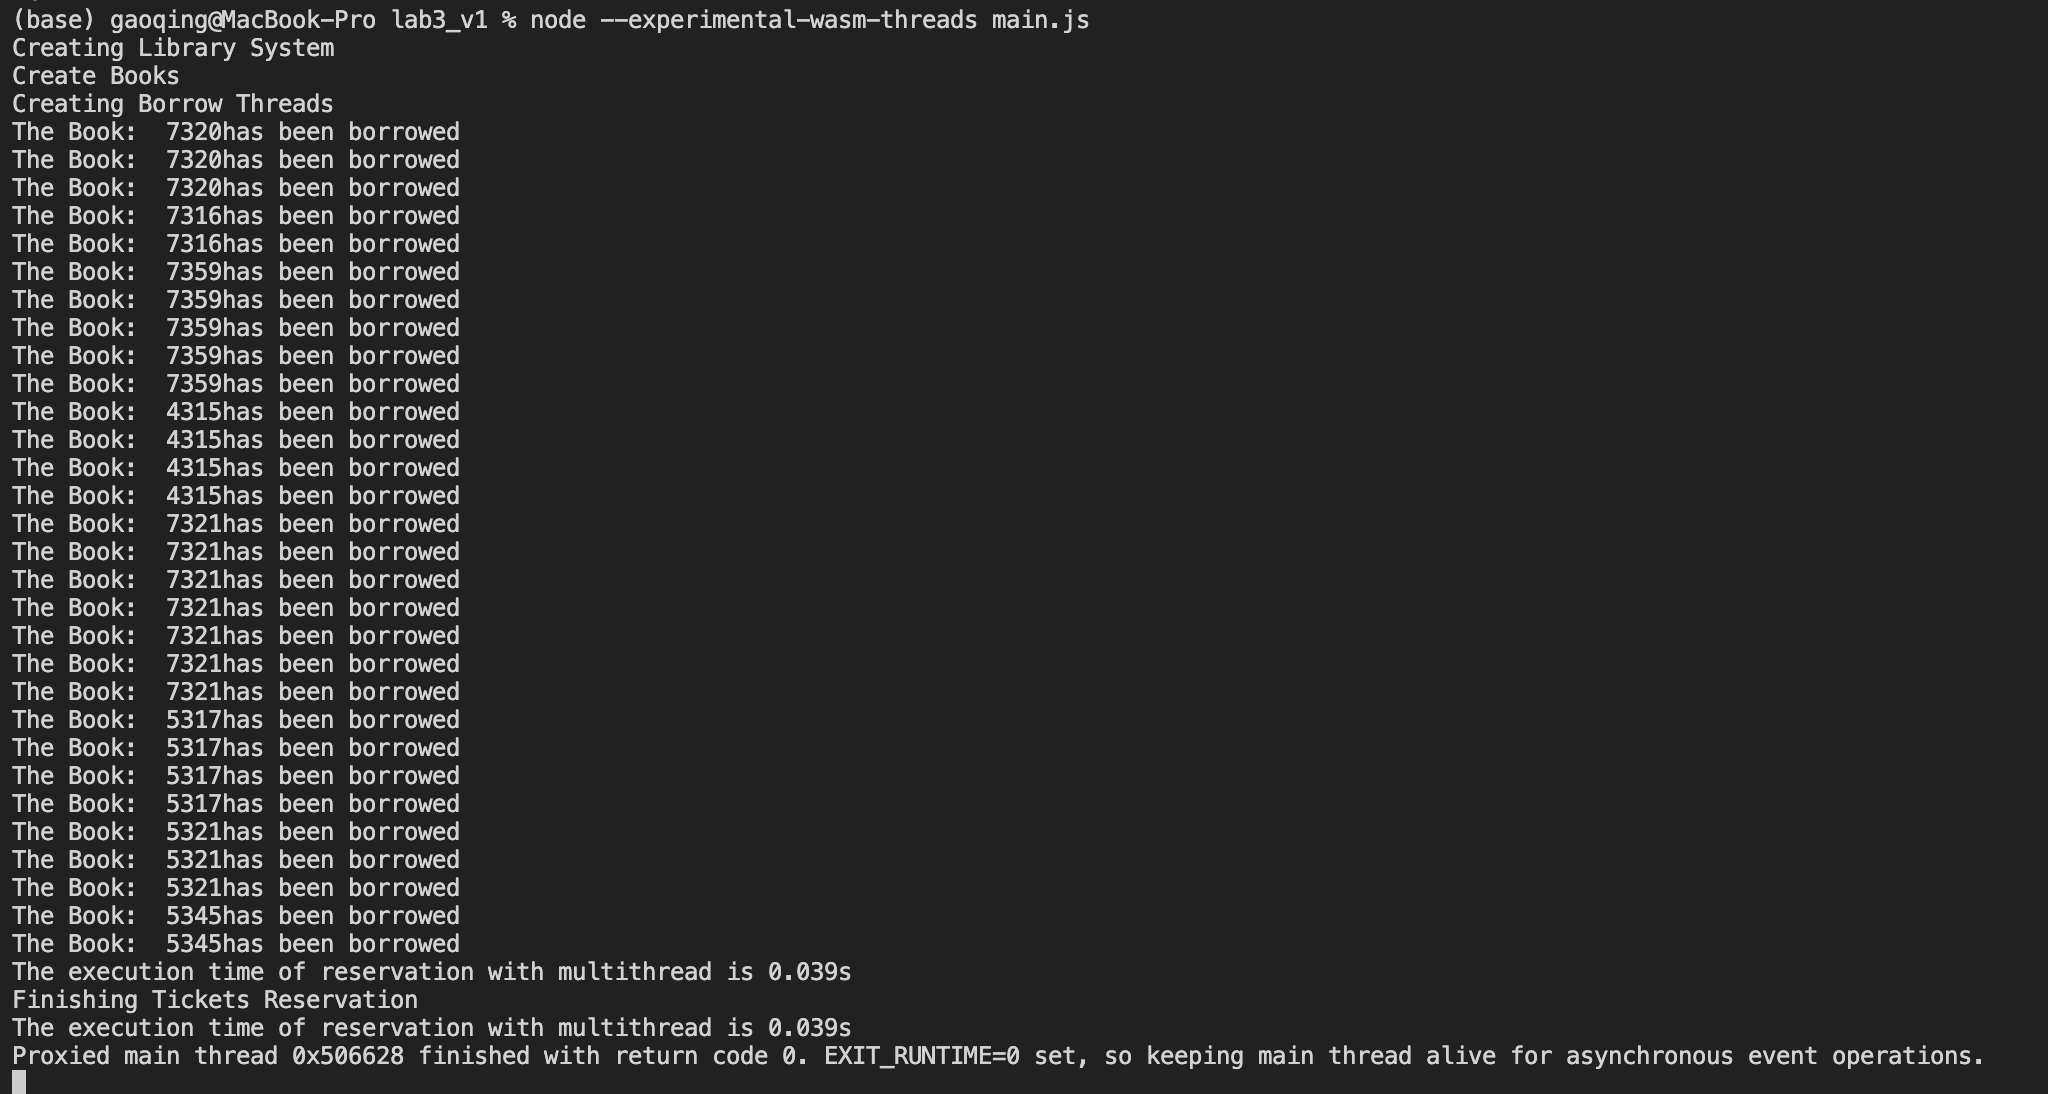 (base) gaoqing@MacBook-Pro lab3_v1 % node --experimental-wasm-threads main.js
Creating Library System
Create Books
Creating Borrow Threads
The Book:  7320has been borrowed
The Book:  7320has been borrowed
The Book:  7320has been borrowed
The Book:  7316has been borrowed
The Book:  7316has been borrowed
The Book:  7359has been borrowed
The Book:  7359has been borrowed
The Book:  7359has been borrowed
The Book:  7359has been borrowed
The Book:  7359has been borrowed
The Book:  4315has been borrowed
The Book:  4315has been borrowed
The Book:  4315has been borrowed
The Book:  4315has been borrowed
The Book:  7321has been borrowed
The Book:  7321has been borrowed
The Book:  7321has been borrowed
The Book:  7321has been borrowed
The Book:  7321has been borrowed
The Book:  7321has been borrowed
The Book:  7321has been borrowed
The Book:  5317has been borrowed
The Book:  5317has been borrowed
The Book:  5317has been borrowed
The Book:  5317has been borrowed
The Book:  5321has been borrowed
The Book:  5321has been borrowed
The Book:  5321has been borrowed
The Book:  5345has been borrowed
The Book:  5345has been borrowed
The execution time of reservation with multithread is 0.039s
Finishing Tickets Reservation
The execution time of reservation with multithread is 0.039s
Proxied main thread 0x506628 finished with return code 0. EXIT_RUNTIME=0 set, so keeping main thread alive for asynchronous event operations.